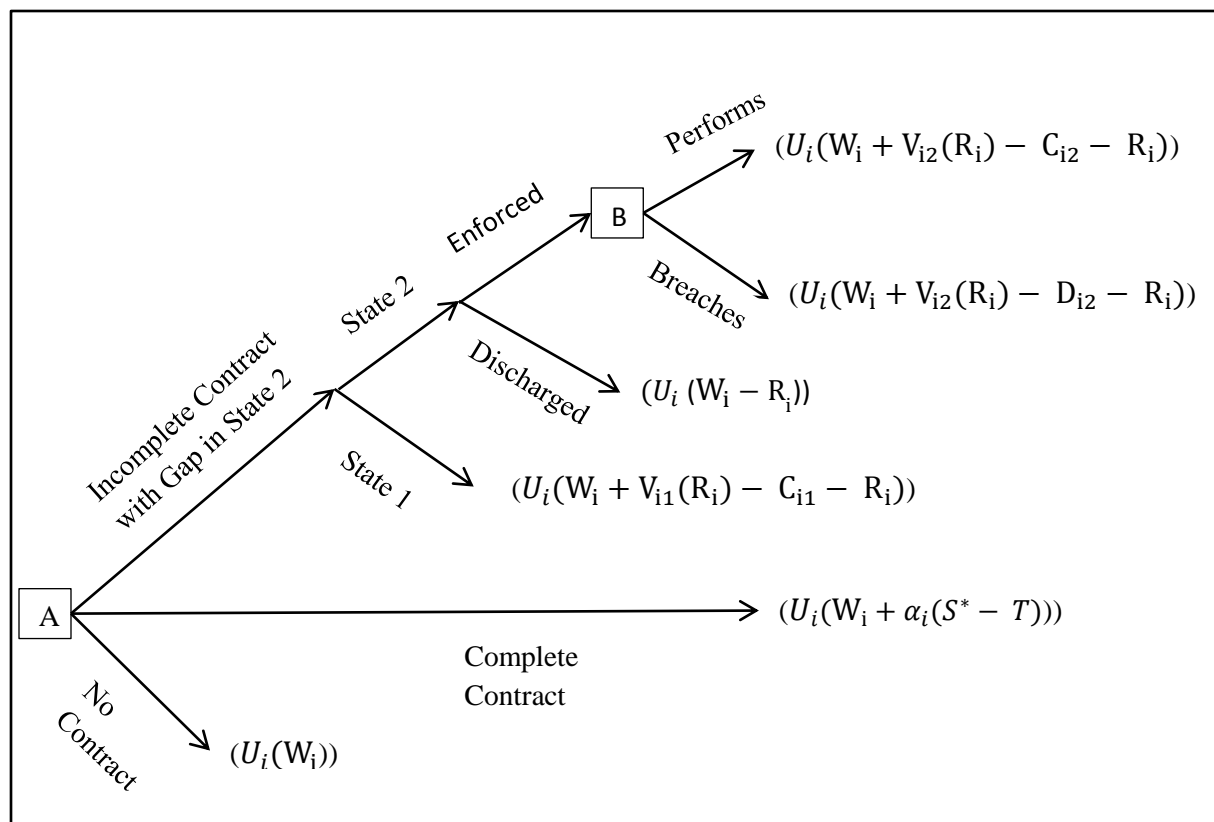 Performs
(U_i(W_i + V_i2(R_i) − C_i2 − R_i))
Enforced
B
State 2
Breaches
(U_i(W_i + V_i2(R_i) − D_i2 − R_i))
Incomplete Contract
with Gap in State 2
Discharged
(U_i (W_i − R_i))
State 1
(U_i(W_i + V_i1(R_i) − C_i1 − R_i))
A
(U_i(W_i + α_i(S* − T)))
Complete
Contract
No
Contract
(U_i(W_i))